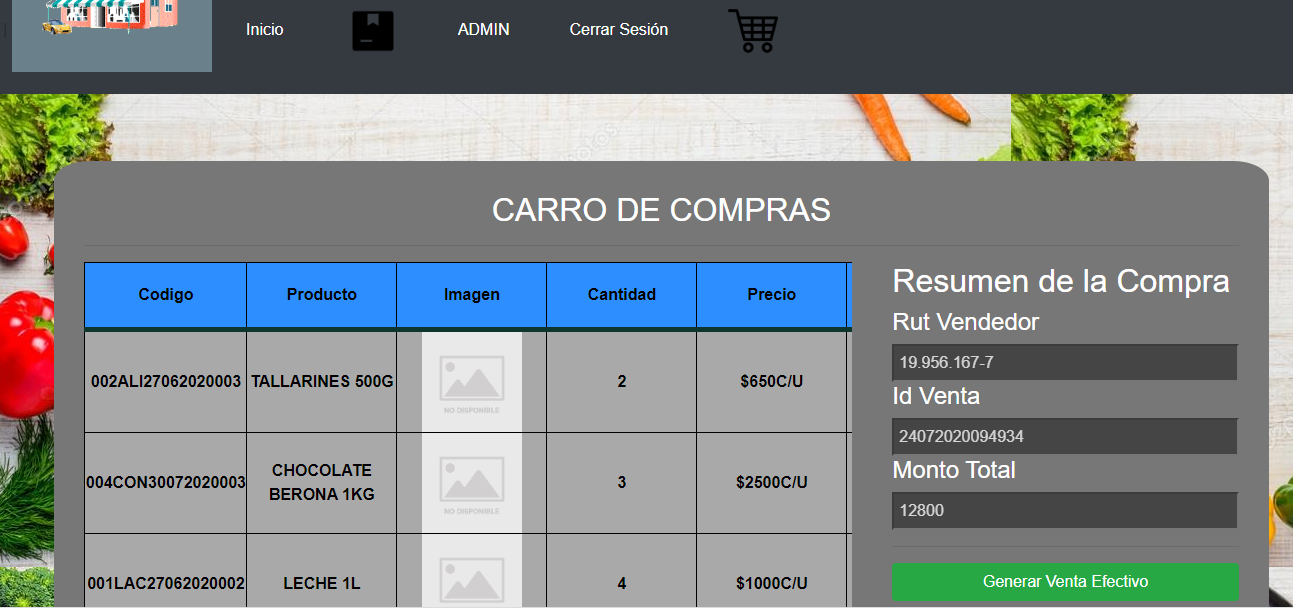 Inicio
ADMIN
Cerrar Sesión
CARRO DE COMPRAS
Codigo Producto Imagen Cantidad Precio
002ALI27062020003 TALLARINES 500G NO DISPONIBLE 2 $650C/U
004CON30072020003 CHOCOLATE BERONA 1KG NO DISPONIBLE 3 $2500C/U
001LAC27062020002 LECHE 1L 4 $1000C/U
Resumen de la Compra
Rut Vendedor
19.956.167-7
Id Venta
24072020094934
Monto Total
12800
Generar Venta Efectivo